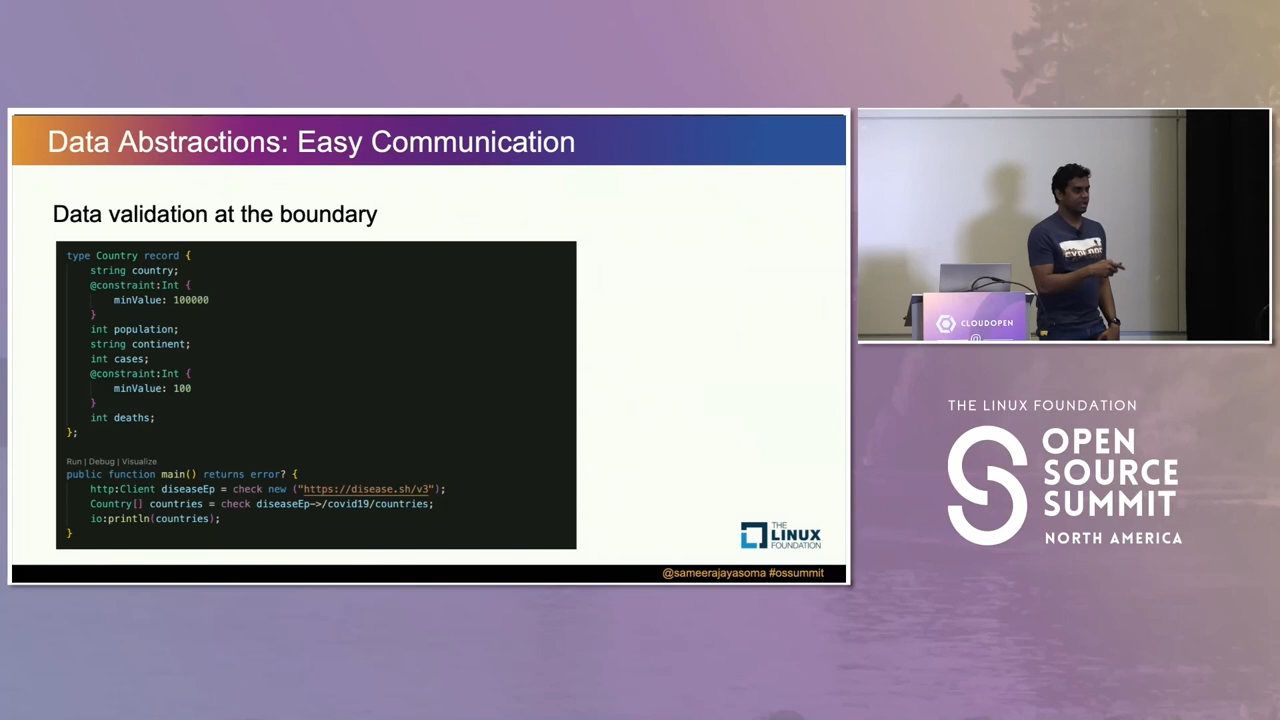 Data Abstractions: Easy Communication
Data validation at the boundary
type Country record {
string country;
@constraint:Int {
minValue: 100000
}
int population;
string continent;
int cases;
@constraint:Int {
minValue: 100
}
int deaths;
};
Run | Debug | Visualize
public function main() returns error? {
http:Client diseaseEp = check new ("https://disease.sh/v3");
Country[] countries = check diseaseEp->/covid19/countries;
io:println(countries);
}
THE
LINUX
FOUNDATION
@sameerajayasoma #ossummit
EXPLORE
CLOUDOPEN
@
THE LINUX FOUNDATION
OPEN
SOURCE
SUMMIT
NORTH AMERICA